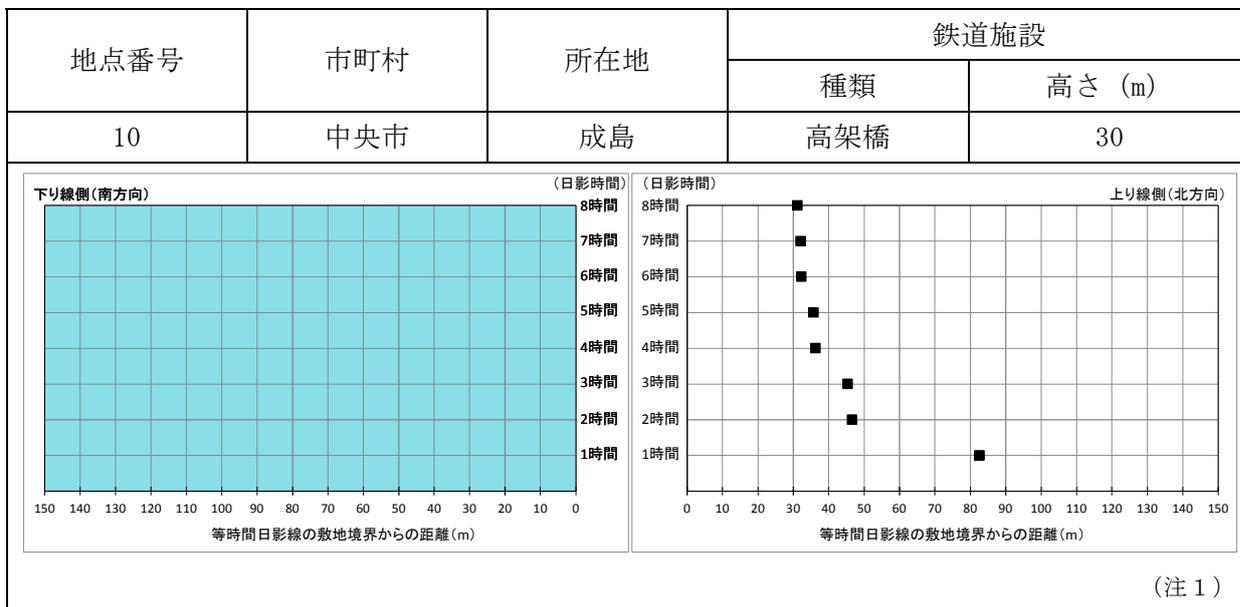 地点番号 市町村 所在地 鉄道施設
種類 高さ (m)
10 中央市 成島 高架橋 30
下り線側(南方向) (日影時間)
8時間
7時間
6時間
5時間
4時間
3時間
2時間
1時間
150 140 130 120 110 100 90 80 70 60 50 40 30 20 10 0
等時間日影線の敷地境界からの距離(m)
(日影時間) 上り線側(北方向)
8時間
7時間
6時間
5時間
4時間
3時間
2時間
1時間
0 10 20 30 40 50 60 70 80 90 100 110 120 130 140 150
等時間日影線の敷地境界からの距離(m)
(注1)